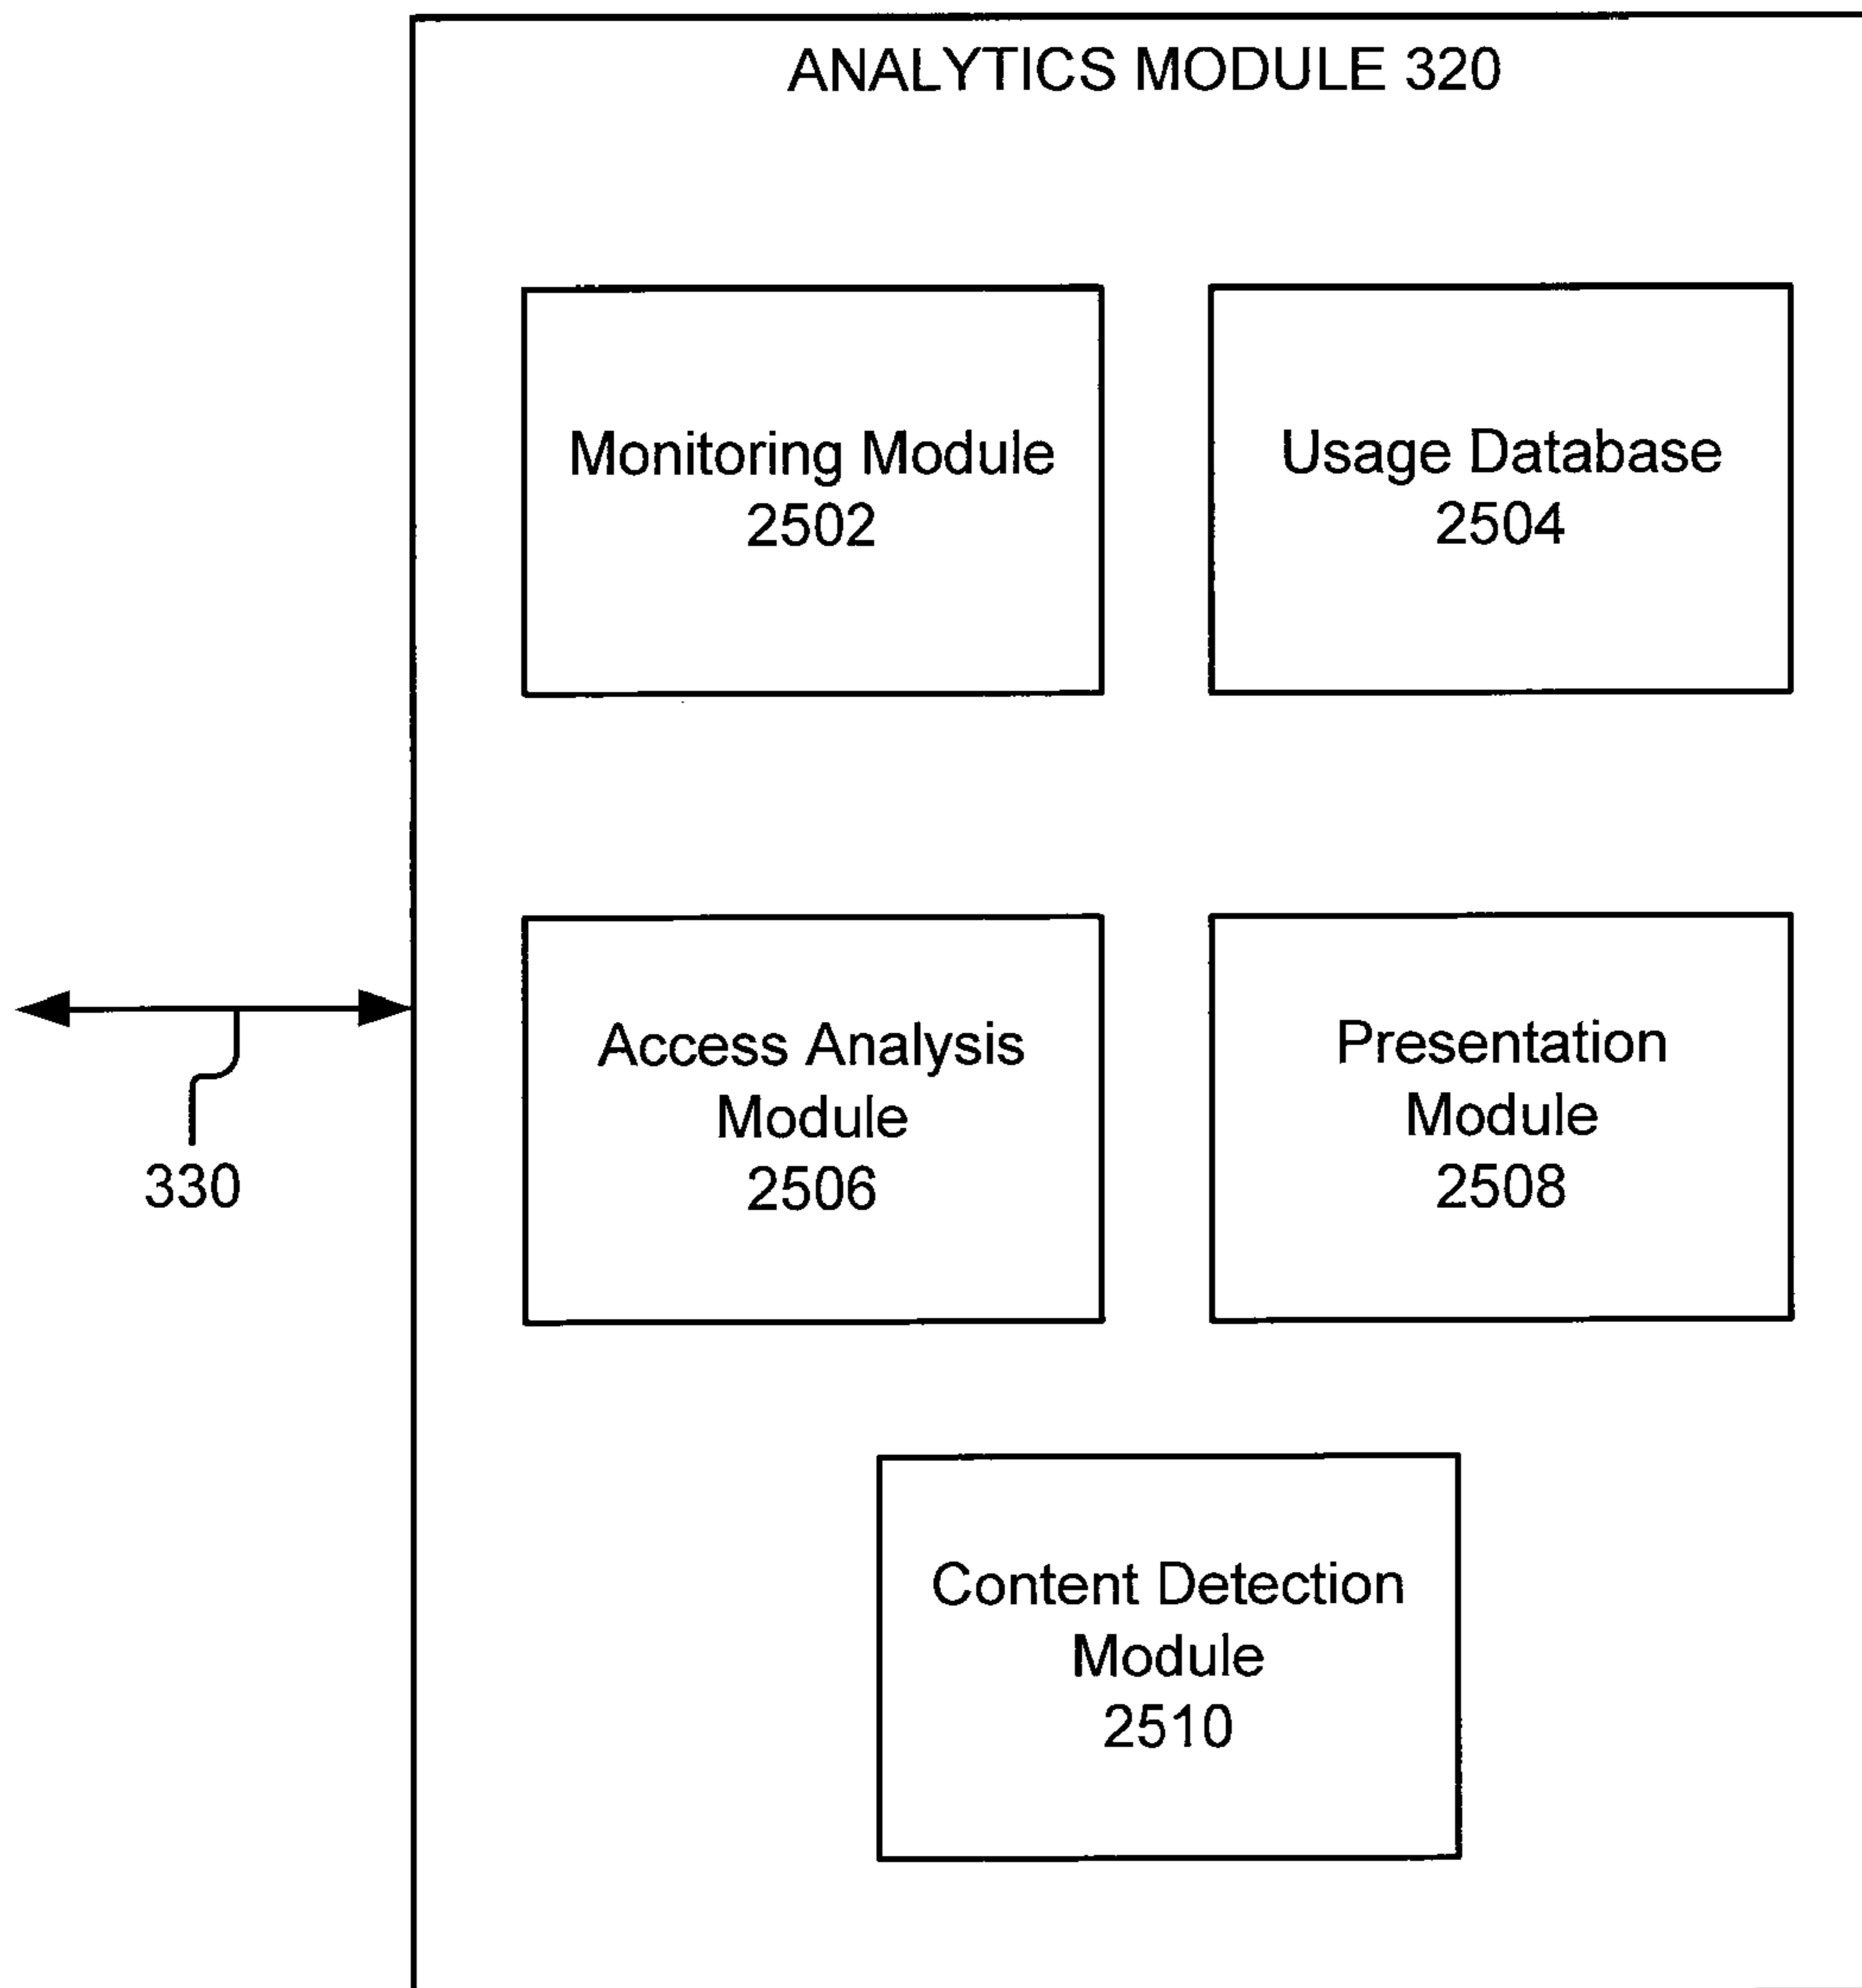 ANALYTICS MODULE 320
Monitoring Module
2502
Usage Database
2504
Access Analysis
Module
2506
Presentation
Module
2508
330
Content Detection
Module
2510